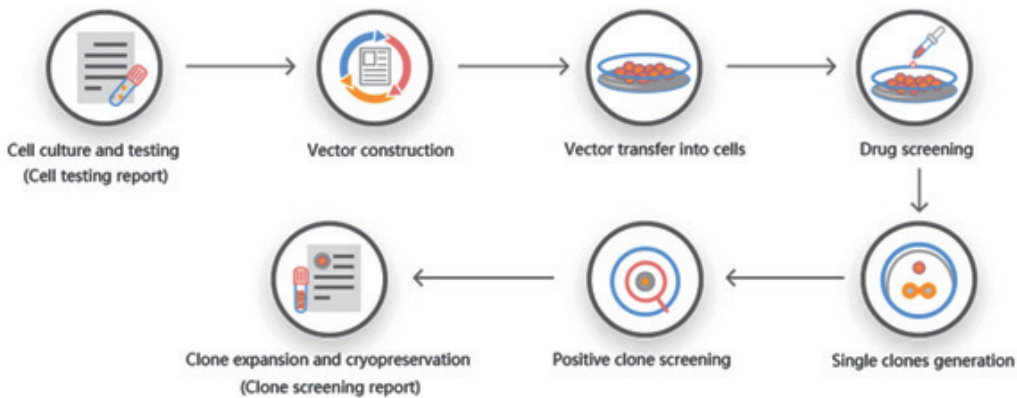 Cell culture and testing
(Cell testing report)
Vector construction
Vector transfer into cells
Drug screening
Clone expansion and cryopreservation
(Clone screening report)
Positive clone screening
Single clones generation